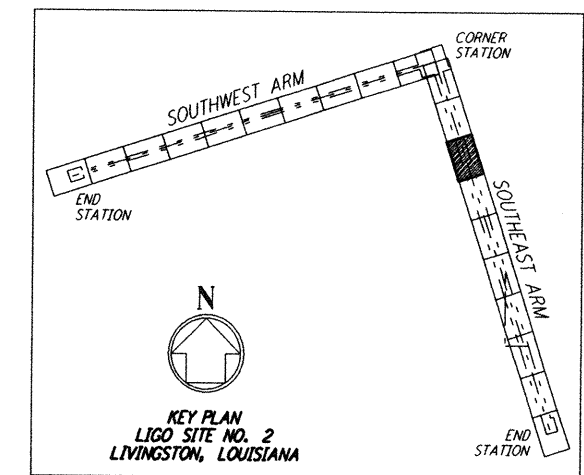 CORNER
STATION
SOUTHWEST ARM
END
STATION
SOUTHEAST ARM
N
KEY PLAN
LIGO SITE NO. 2
LIVINGSTON, LOUISIANA
END
STATION